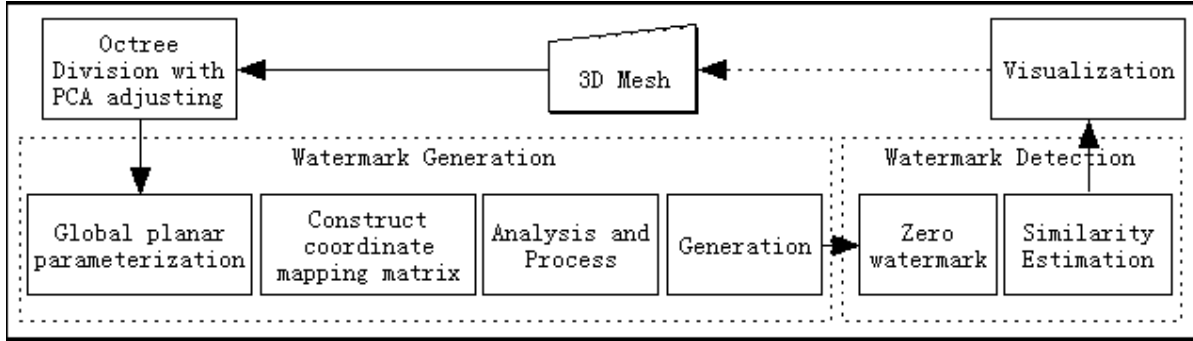 Octree
Division with
PCA adjusting
3D Mesh
Visualization
Watermark Generation
Watermark Detection
Global planar
parameterization
Construct
coordinate
mapping matrix
Analysis and
Process
Generation
Zero
watermark
Similarity
Estimation